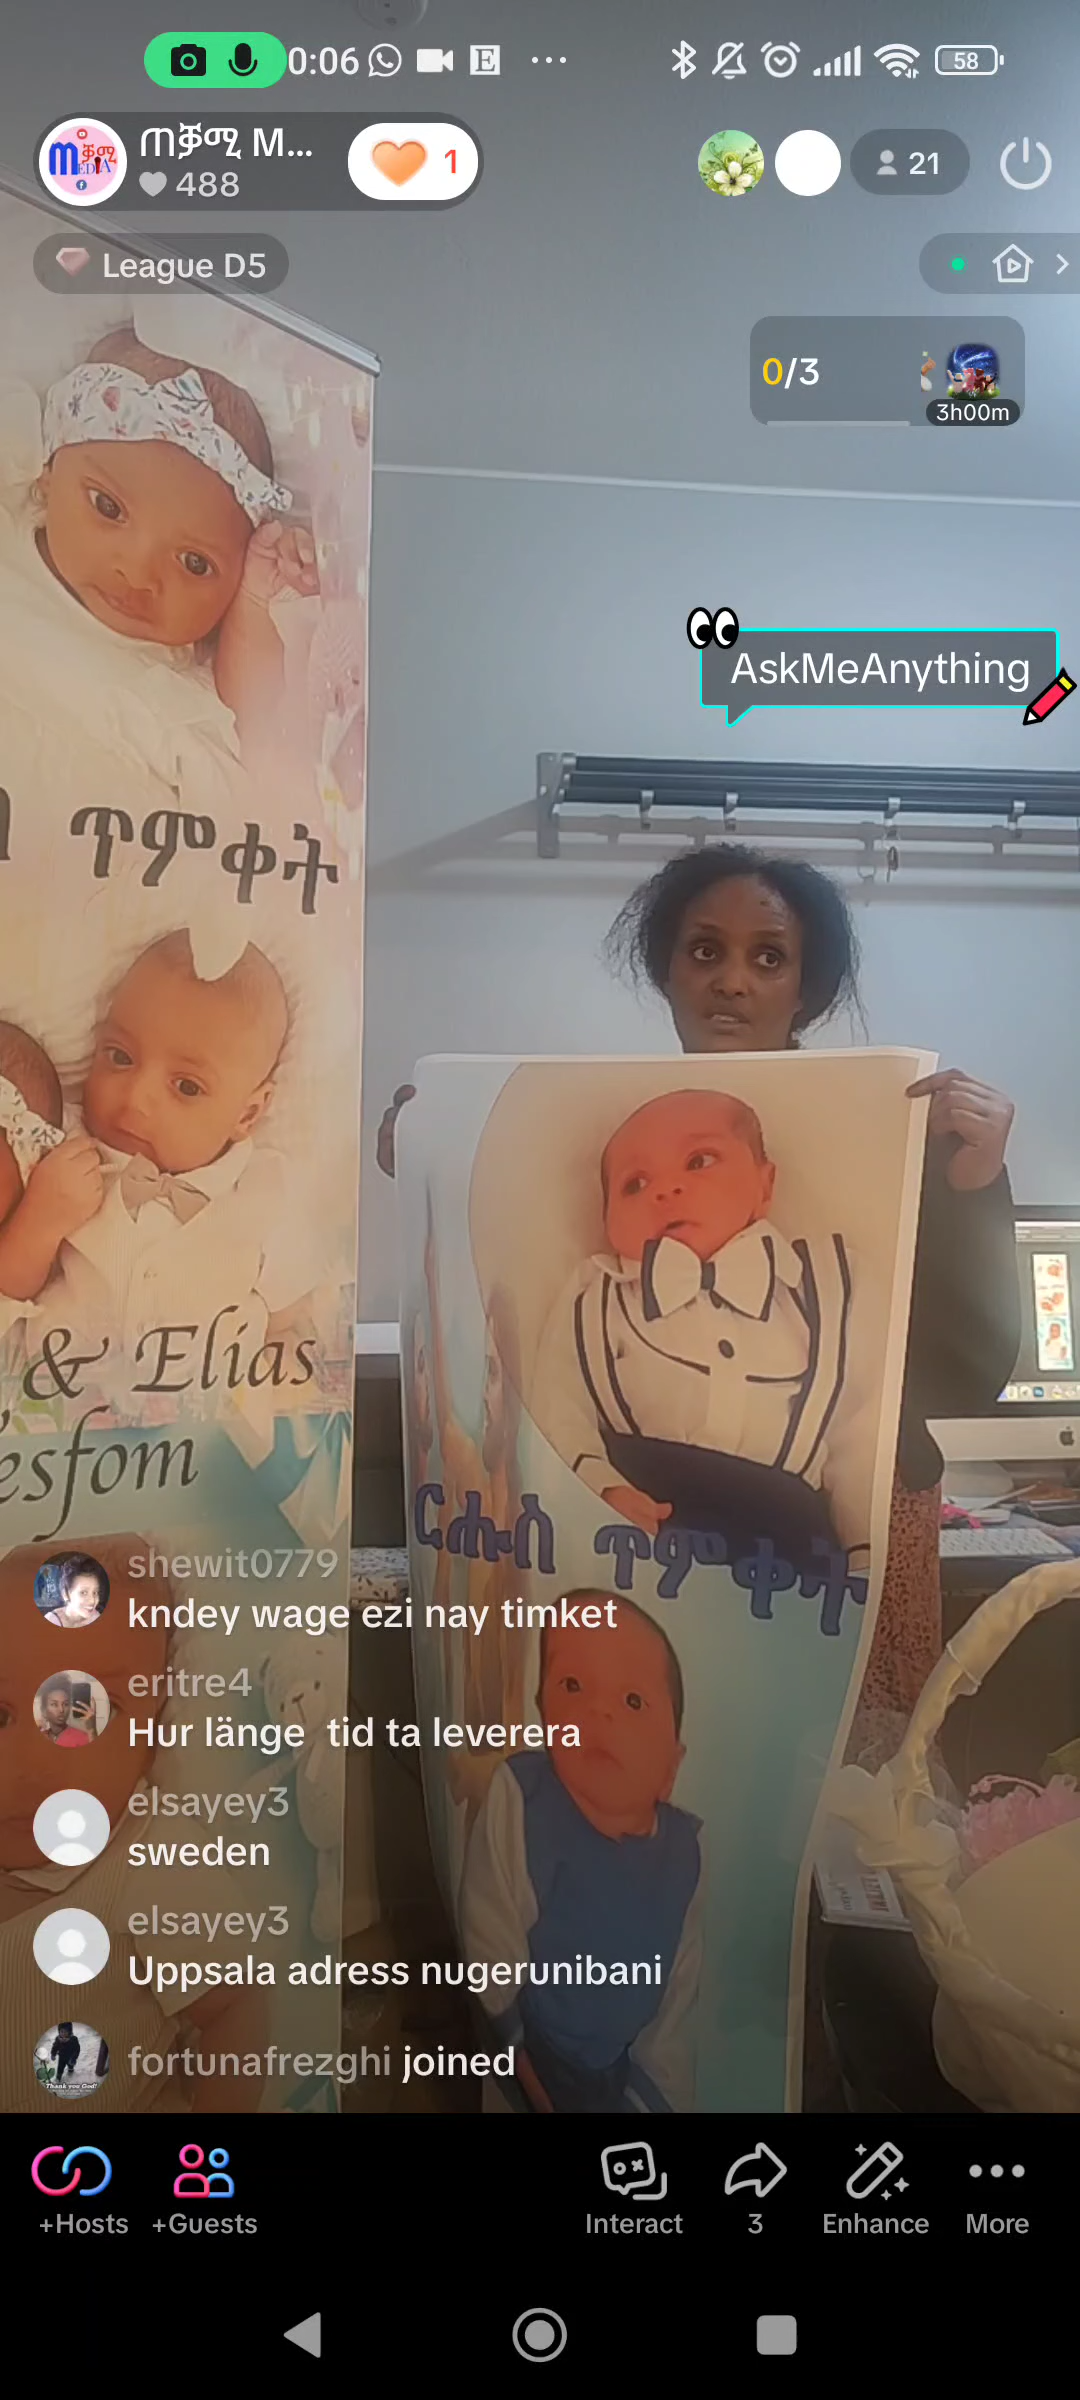 0:06
58
ጠቓሚ M...
488
1
21
League D5
0/3
3h00m
AskMeAnything
ጥምቀት
& Elias
esfom
ርሑስ ጥምቀት
shewit0779
kndey wage ezi nay timket
eritre4
Hur länge tid ta leverera
elsayey3
sweden
elsayey3
Uppsala adress nugerunibani
fortunafrezghi joined
+Hosts
+Guests
Interact
3
Enhance
More